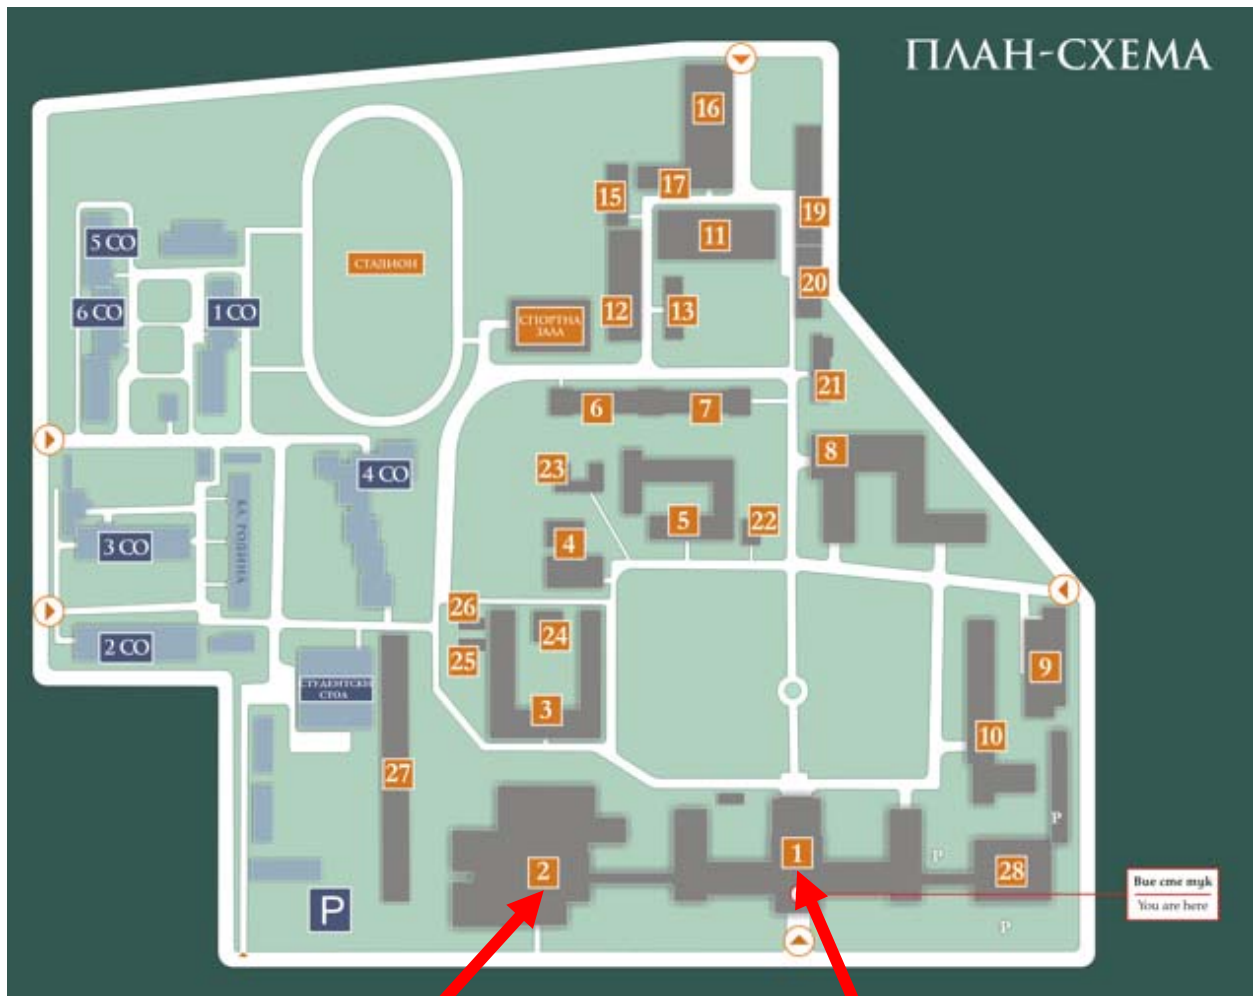 ПЛАН-СХЕМА
16
15
17
19
11
5 СО
СТАДИОН
20
6 СО
1 СО
12
13
СПОРТНА
ЗАЛА
21
6
7
8
4 СО
23
5
22
3 СО
БЛ. РОДИНА
4
26
24
2 СО
25
9
СТУДЕНТСКИ
СТОЛ
3
10
27
P
1
P
2
28
Вие сте тук
You are here
P
P